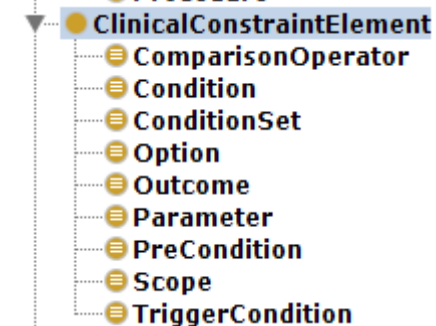 ClinicalConstraintElement
ComparisonOperator
Condition
ConditionSet
Option
Outcome
Parameter
PreCondition
Scope
TriggerCondition